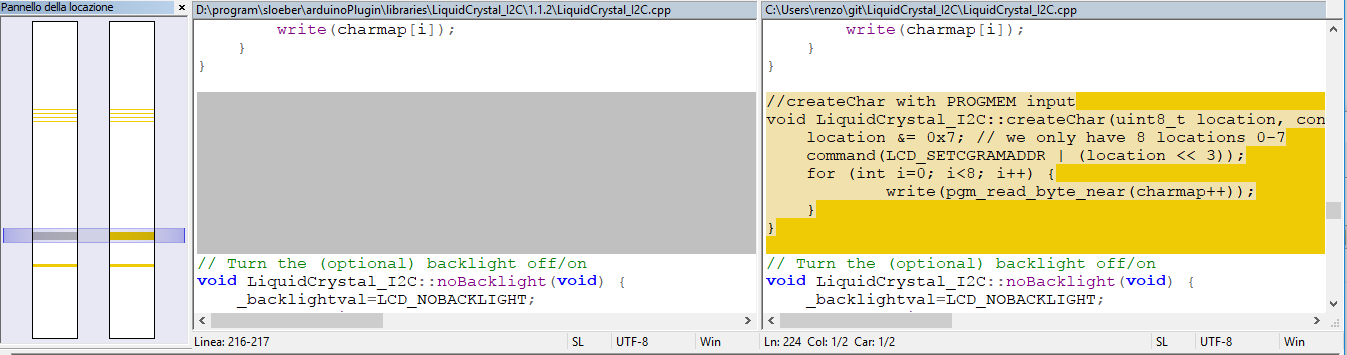 Pannello della locazione ×
D:\program\sloeber\arduinoPlugin\libraries\LiquidCrystal_I2C\1.1.2\LiquidCrystal_I2C.cpp
        write(charmap[i]);
    }
}
// Turn the (optional) backlight off/on
void LiquidCrystal_I2C::noBacklight(void) {
    _backlightval=LCD_NOBACKLIGHT;
Linea: 216-217 SL UTF-8 Win
C:\Users\renzo\git\LiquidCrystal_I2C\LiquidCrystal_I2C.cpp
        write(charmap[i]);
    }
}
//createChar with PROGMEM input
void LiquidCrystal_I2C::createChar(uint8_t location, con
    location &= 0x7; // we only have 8 locations 0-7
    command(LCD_SETCGRAMADDR | (location << 3));
    for (int i=0; i<8; i++) {
            write(pgm_read_byte_near(charmap++));
    }
}
// Turn the (optional) backlight off/on
void LiquidCrystal_I2C::noBacklight(void) {
    _backlightval=LCD_NOBACKLIGHT;
Ln: 224 Col: 1/2 Car: 1/2 SL UTF-8 Win